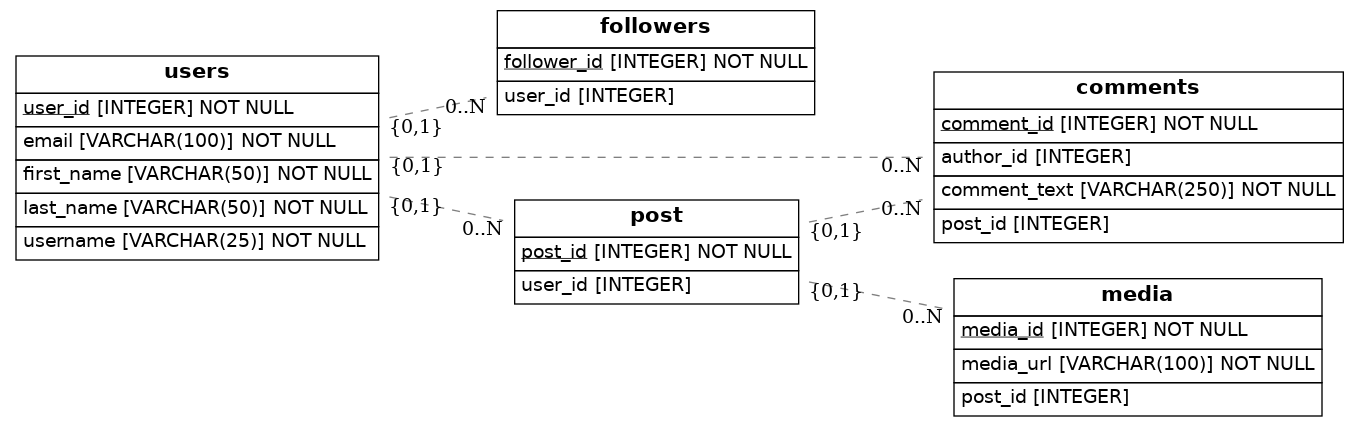 users
user_id [INTEGER] NOT NULL
email [VARCHAR(100)] NOT NULL
first_name [VARCHAR(50)] NOT NULL
last_name [VARCHAR(50)] NOT NULL
username [VARCHAR(25)] NOT NULL
followers
follower_id [INTEGER] NOT NULL
user_id [INTEGER]
0..N
{0,1}
{0,1}
0..N
{0,1}
0..N
post
post_id [INTEGER] NOT NULL
user_id [INTEGER]
0..N
{0,1}
{0,1}
0..N
comments
comment_id [INTEGER] NOT NULL
author_id [INTEGER]
comment_text [VARCHAR(250)] NOT NULL
post_id [INTEGER]
media
media_id [INTEGER] NOT NULL
media_url [VARCHAR(100)] NOT NULL
post_id [INTEGER]